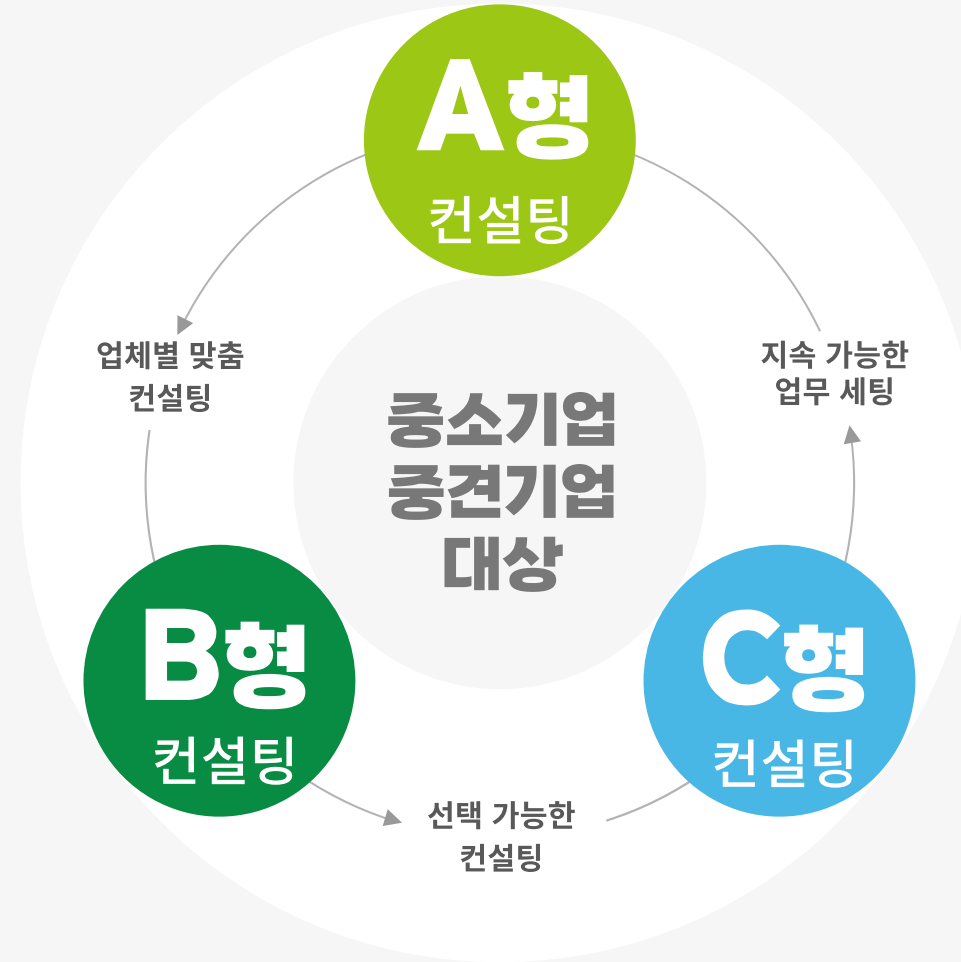 A형
컨설팅
업체별 맞춤
컨설팅
지속 가능한
업무 세팅
중소기업
중견기업
대상
B형
컨설팅
C형
컨설팅
선택 가능한
컨설팅